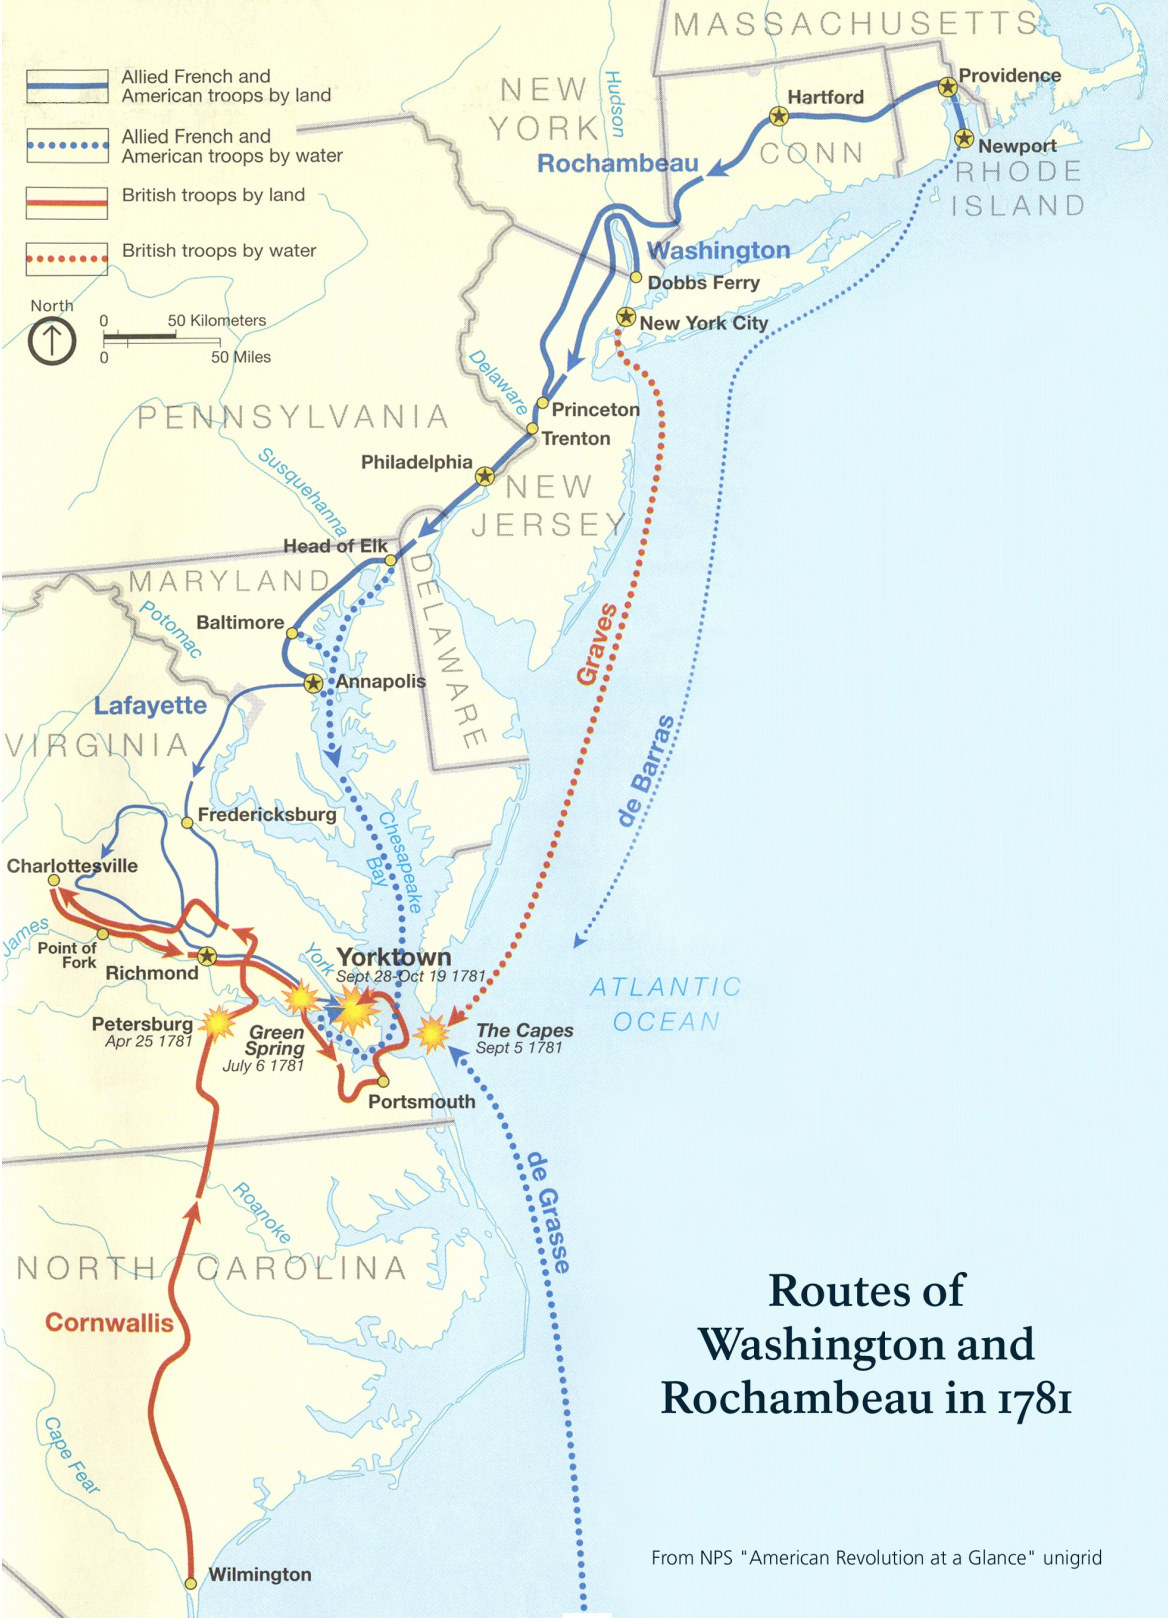 Allied French and
American troops by land
Allied French and
American troops by water
British troops by land
British troops by water
North
0 50 Kilometers
0 50 Miles
MASSACHUSETTS
NEW
YORK
Hudson
Providence
Hartford
Newport
CONN
RHODE
ISLAND
Rochambeau
Washington
Dobbs Ferry
New York City
Delaware
PENNSYLVANIA
Princeton
Trenton
Philadelphia
Susquehanna
NEW
JERSEY
Head of Elk
MARYLAND
DELAWARE
Potomac
Baltimore
Graves
Annapolis
Lafayette
VIRGINIA
de Barras
Fredericksburg
Chesapeake
Bay
Charlottesville
James
Point of
Fork
Richmond
York
Yorktown
Sept 28-Oct 19 1781
ATLANTIC
OCEAN
Petersburg
Apr 25 1781
Green
Spring
July 6 1781
The Capes
Sept 5 1781
Portsmouth
de Grasse
Roanoke
NORTH CAROLINA
Cornwallis
Cape Fear
Wilmington
Routes of
Washington and
Rochambeau in 1781
From NPS "American Revolution at a Glance" unigrid